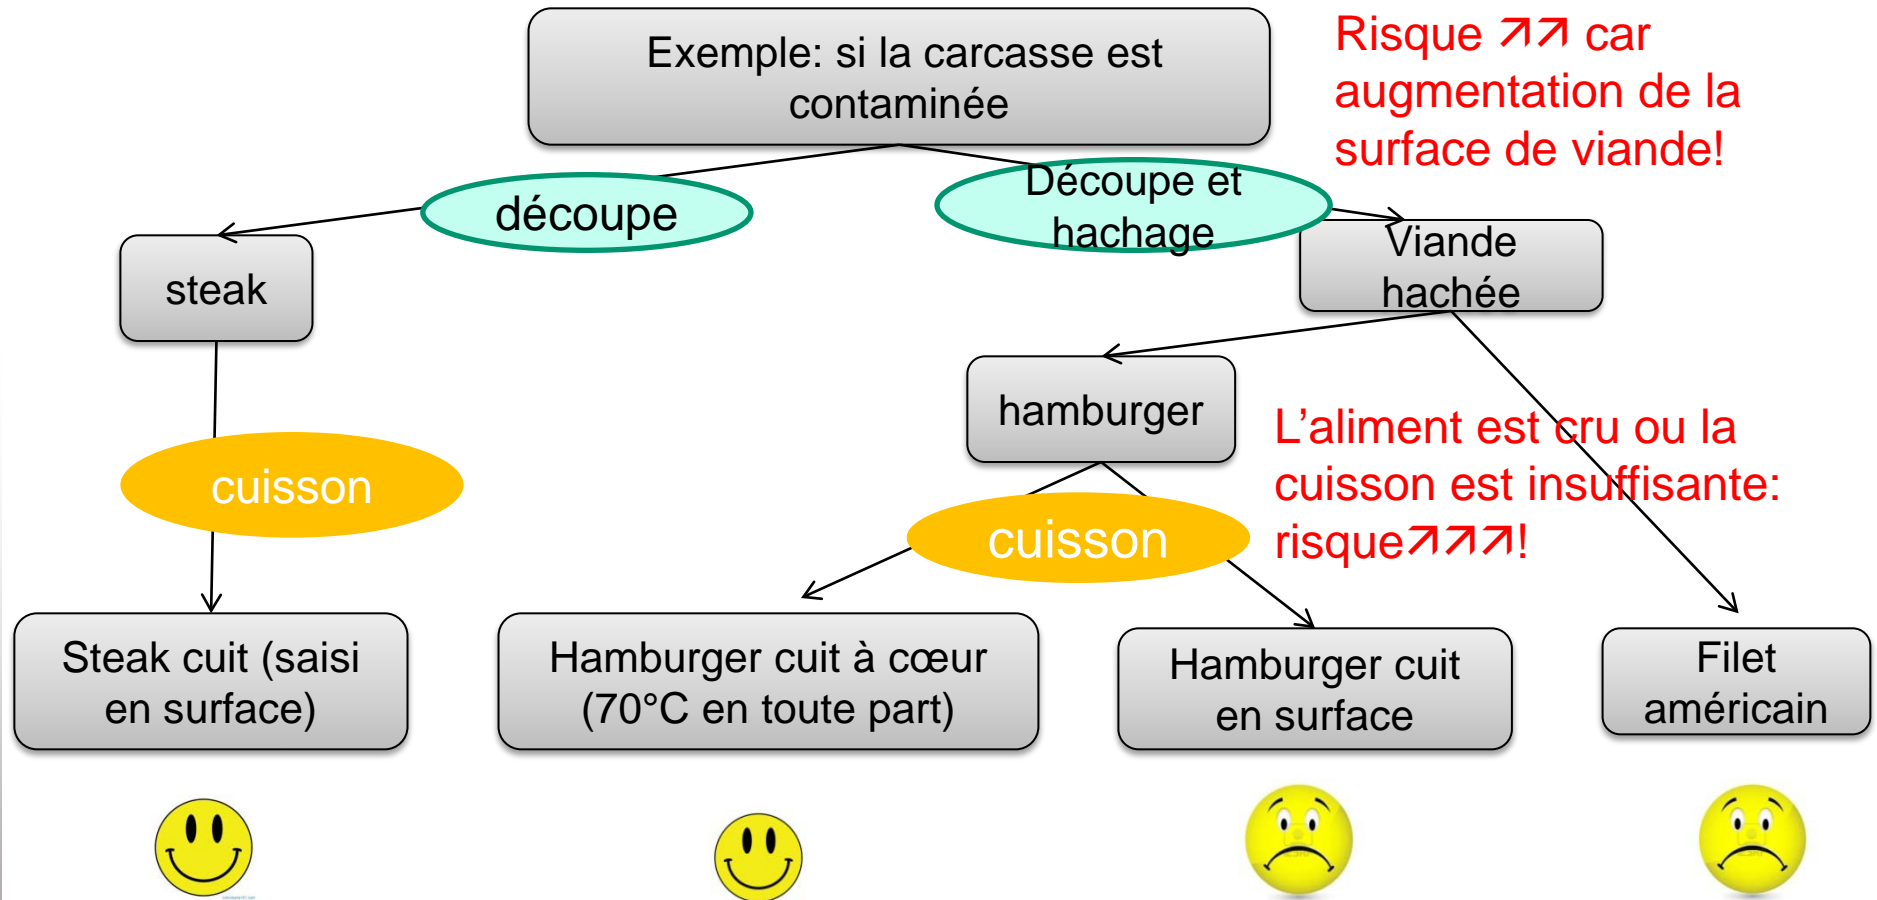 Exemple: si la carcasse est
contaminée
Risque ↗↗ car
augmentation de la
surface de viande!
découpe
Découpe et
hachage
steak
Viande
hachée
hamburger
L’aliment est cru ou la
cuisson est insuffisante:
risque↗↗↗!
cuisson
cuisson
Steak cuit (saisi
en surface)
Hamburger cuit à cœur
(70°C en toute part)
Hamburger cuit
en surface
Filet
américain